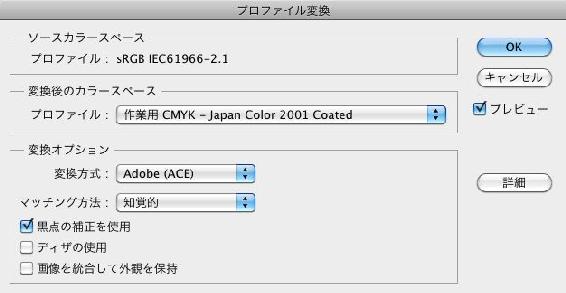 プロファイル変換
ソースカラースペース
プロファイル：sRGB IEC61966-2.1
OK
キャンセル
プレビュー
変換後のカラースペース
プロファイル：作業用 CMYK - Japan Color 2001 Coated
変換オプション
変換方式：Adobe (ACE)
詳細
マッチング方法：知覚的
黒点の補正を使用
ディザの使用
画像を統合して外観を保持